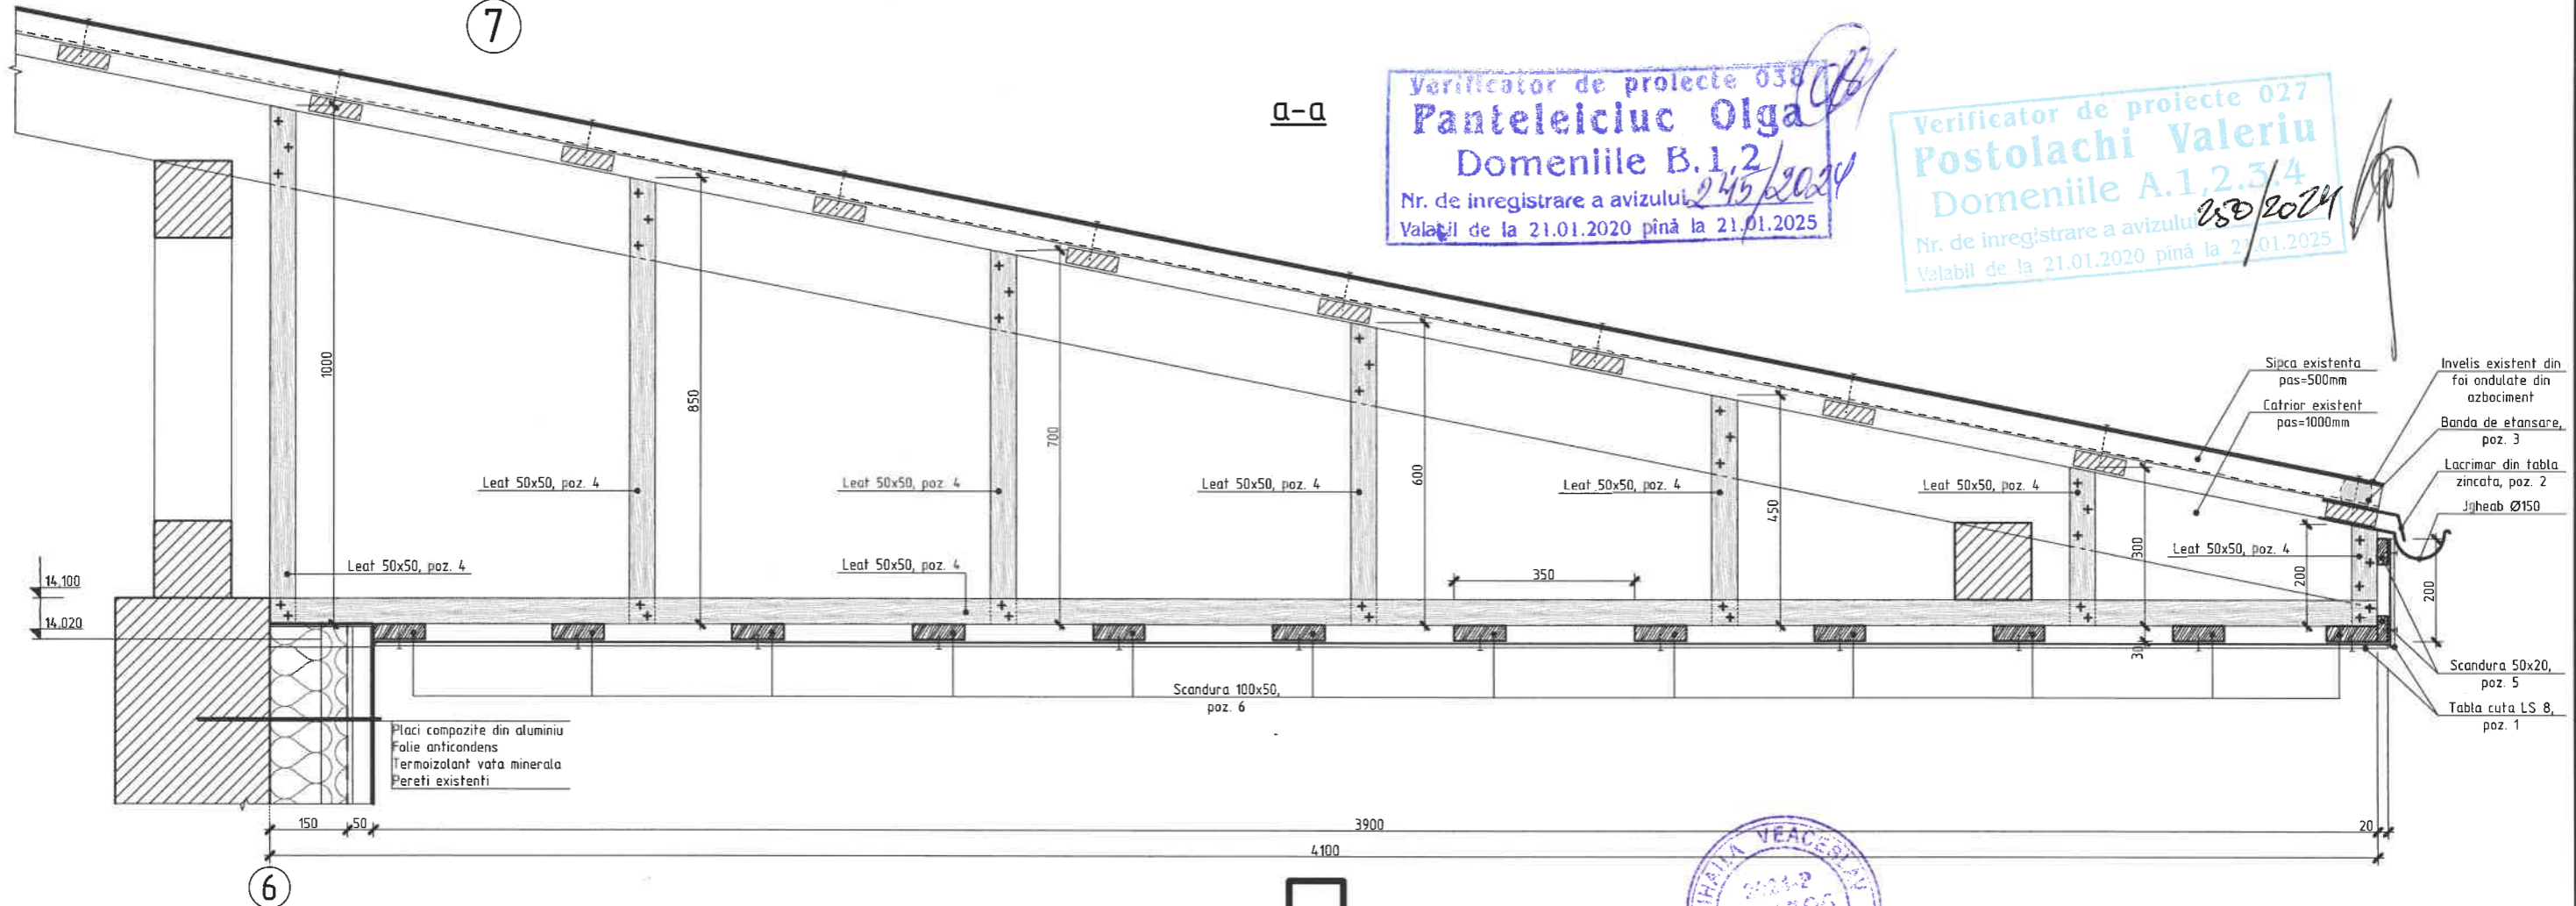 7
a-a
Verificator de proiecte 038
Panteleiciuc Olga
Domeniile B.1,2
Nr. de inregistrare a avizului 245/2024
Valabil de la 21.01.2020 pînă la 21.01.2025
Verificator de proiecte 027
Postolachi Valeriu
Domeniile A.1,2.3.4
Nr. de inregistrare a avizului 250/2024
Valabil de la 21.01.2020 pînă la 21.01.2025
Sipca existenta
pas=500mm
Catrior existent
pas=1000mm
Invelis existent din
foi ondulate din
azbociment
Banda de etansare,
poz. 3
Lacrimar din tabla
zincata, poz. 2
Jgheab Ø150
1000
850
700
600
450
300
200
200
Leat 50x50, poz. 4
Leat 50x50, poz. 4
Leat 50x50, poz. 4
Leat 50x50, poz. 4
Leat 50x50, poz. 4
Leat 50x50, poz. 4
Leat 50x50, poz. 4
Leat 50x50, poz. 4
350
14.100
14.020
30
Scandura 100x50,
poz. 6
Scandura 50x20,
poz. 5
Tabla cuta LS 8,
poz. 1
Placi compozite din aluminiu
Folie anticondens
Termoizolant vata minerala
Pereti existenti
150
50
3900
20
4100
6
MIHAILA VEACESLAV